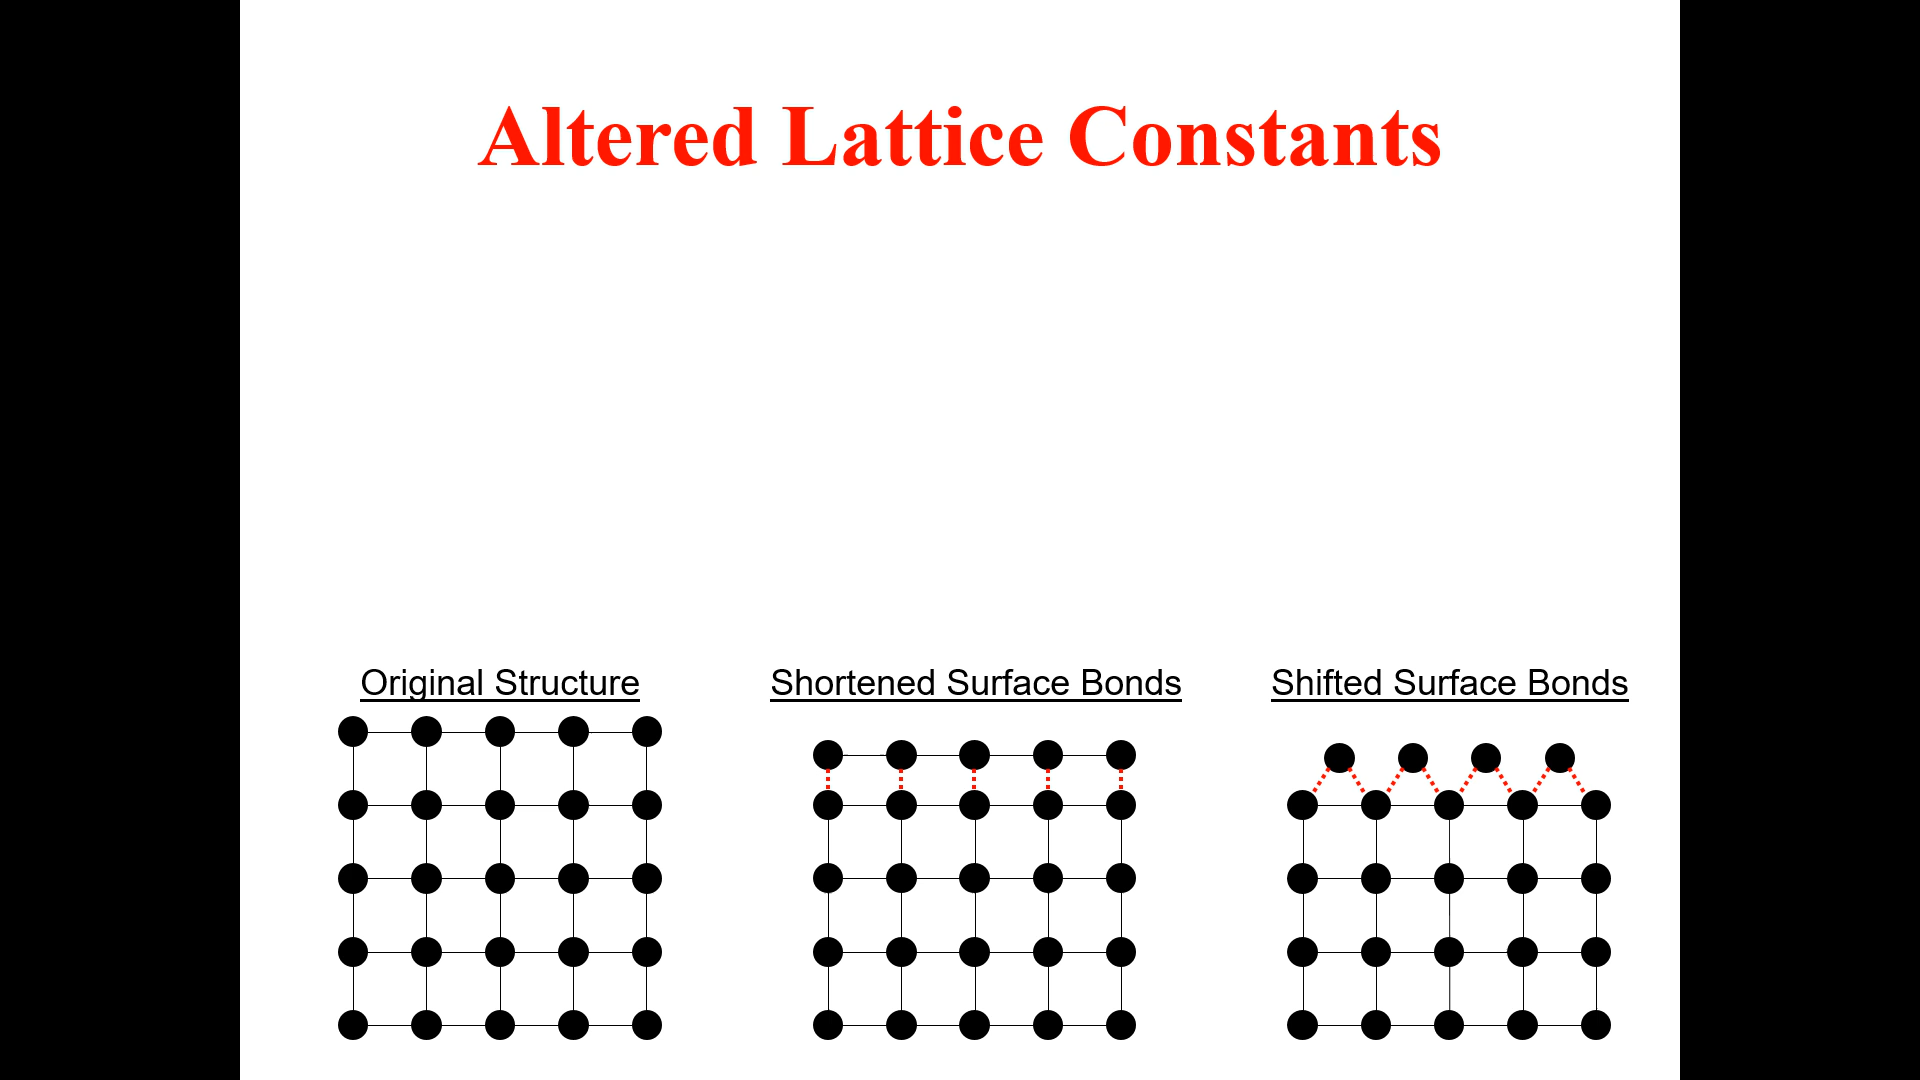 Altered Lattice Constants
Original Structure
Shortened Surface Bonds
Shifted Surface Bonds